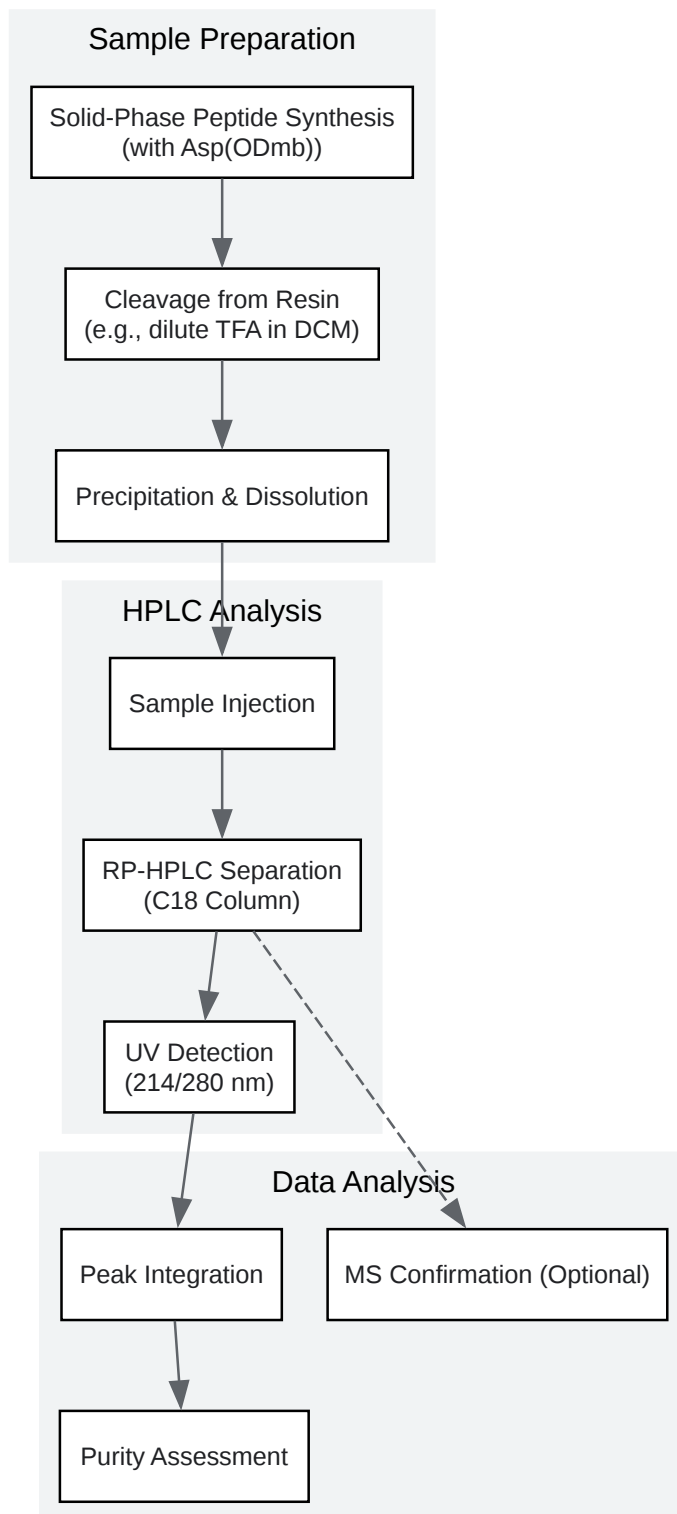 Sample Preparation
Solid-Phase Peptide Synthesis
(with Asp(ODmb))
Cleavage from Resin
(e.g., dilute TFA in DCM)
Precipitation & Dissolution
HPLC Analysis
Sample Injection
RP-HPLC Separation
(C18 Column)
UV Detection
(214/280 nm)
Data Analysis
Peak Integration
MS Confirmation (Optional)
Purity Assessment